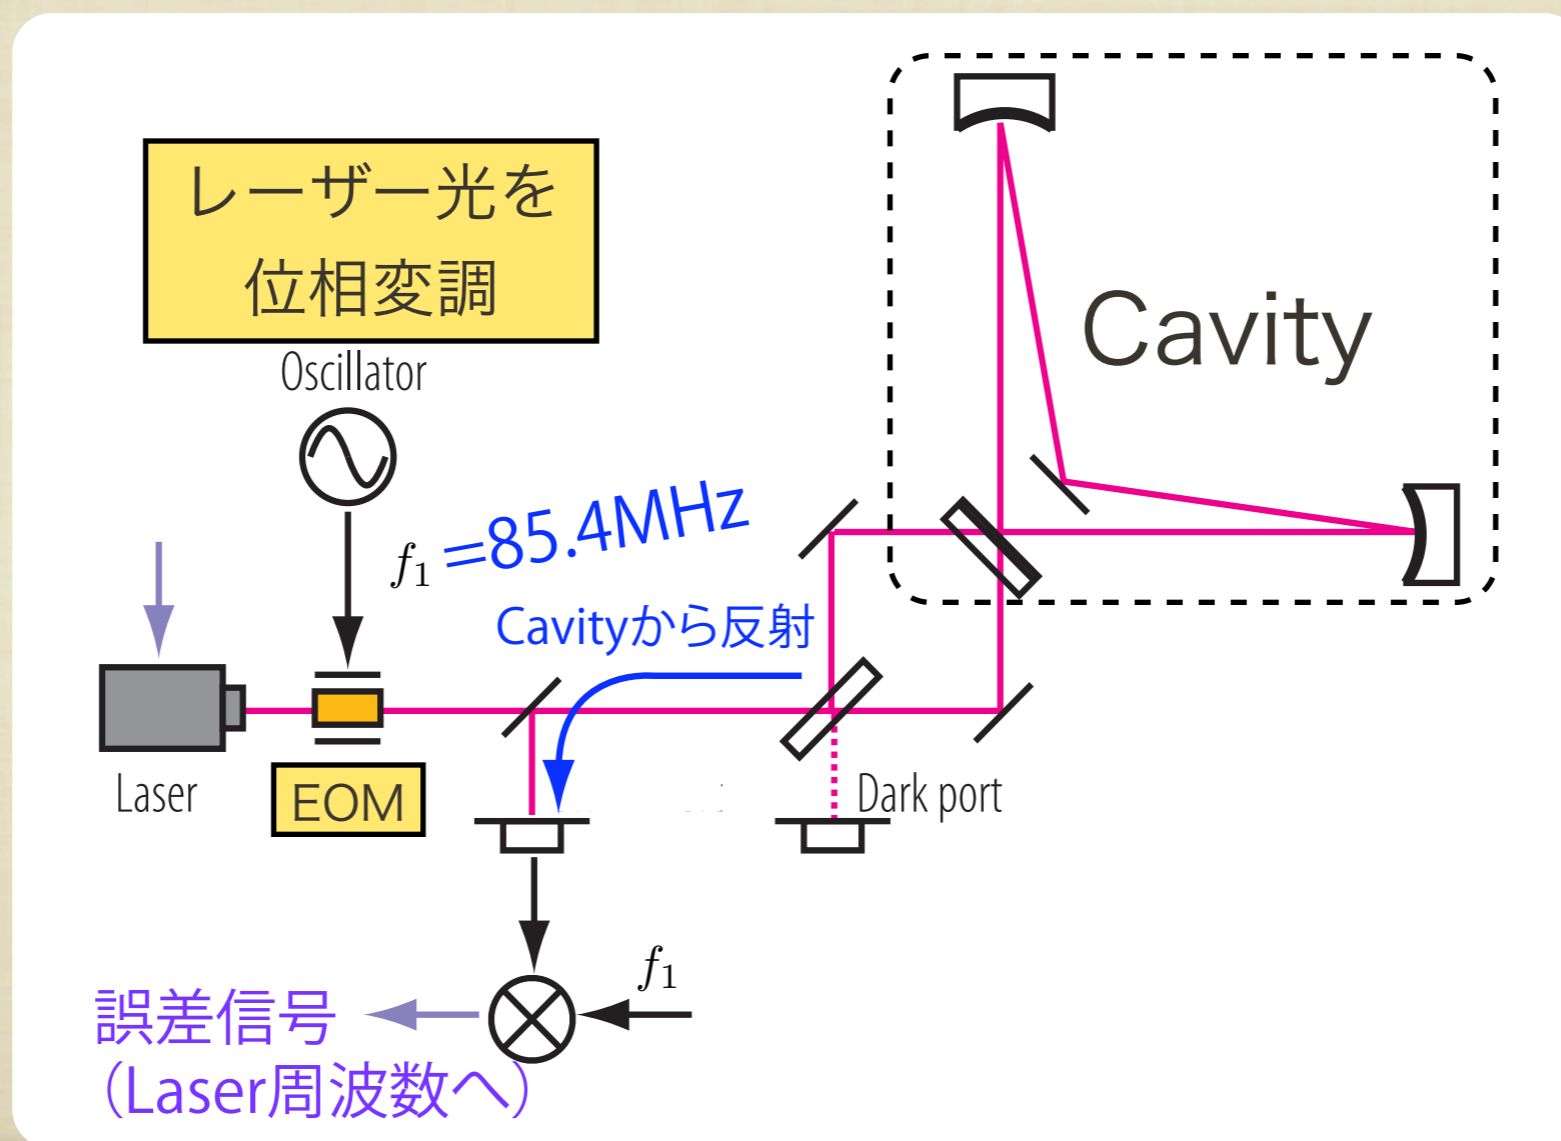 レーザー光を
位相変調
Oscillator
Cavity
f₁=85.4MHz
Cavityから反射
Laser
EOM
Dark port
f₁
誤差信号
（Laser周波数へ）